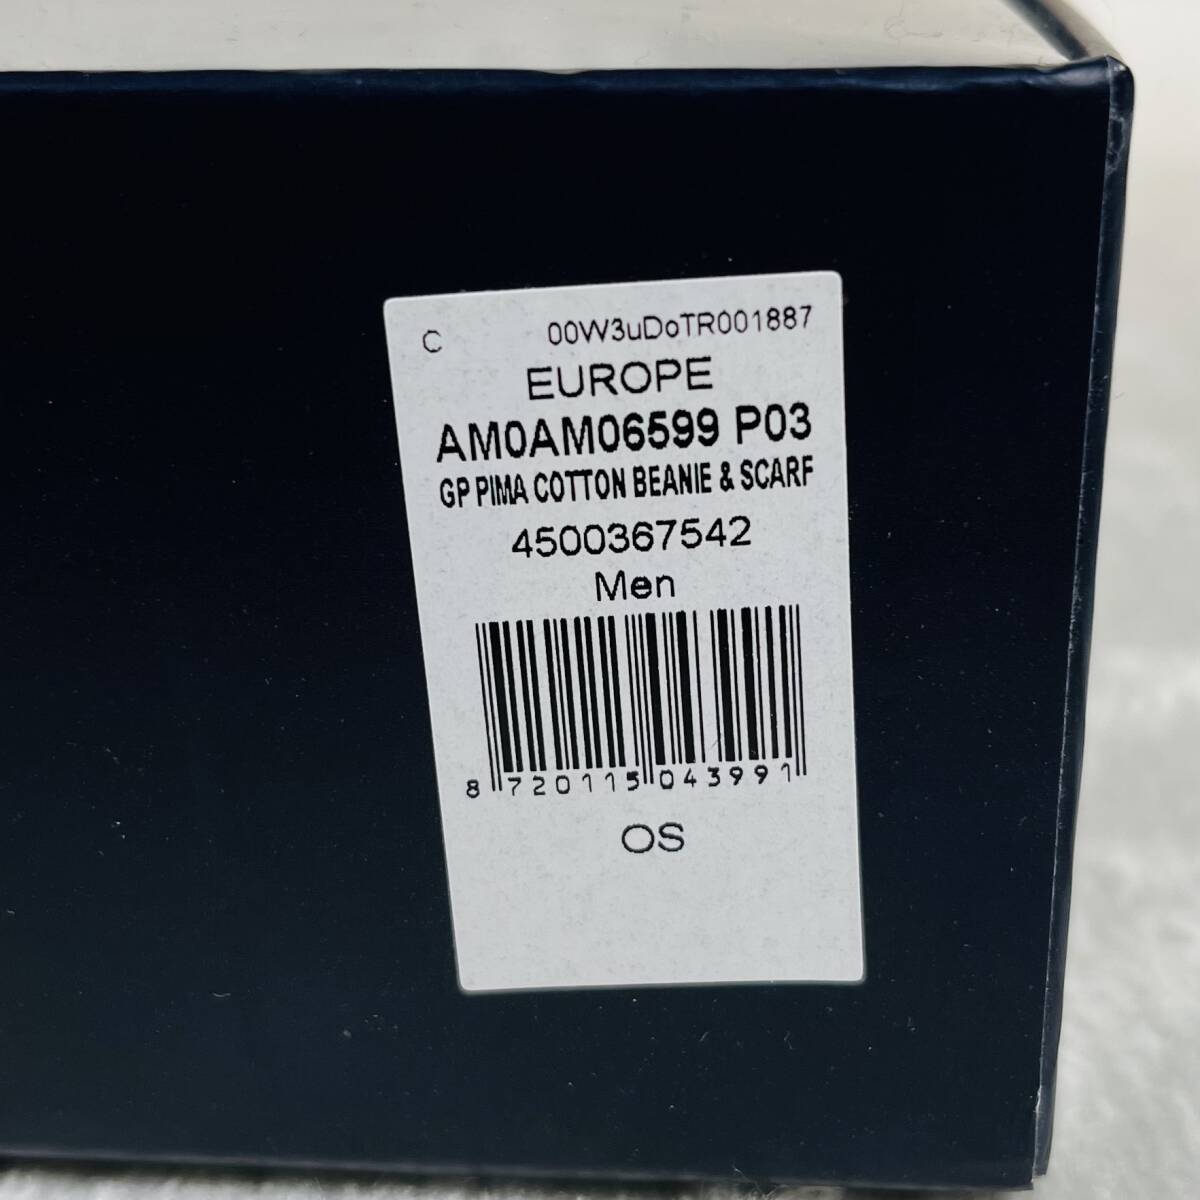 C 00W3uDoTR001887
EUROPE
AM0AM06599 P03
GP PIMA COTTON BEANIE & SCARF
4500367542
Men
8 720115 043991
OS